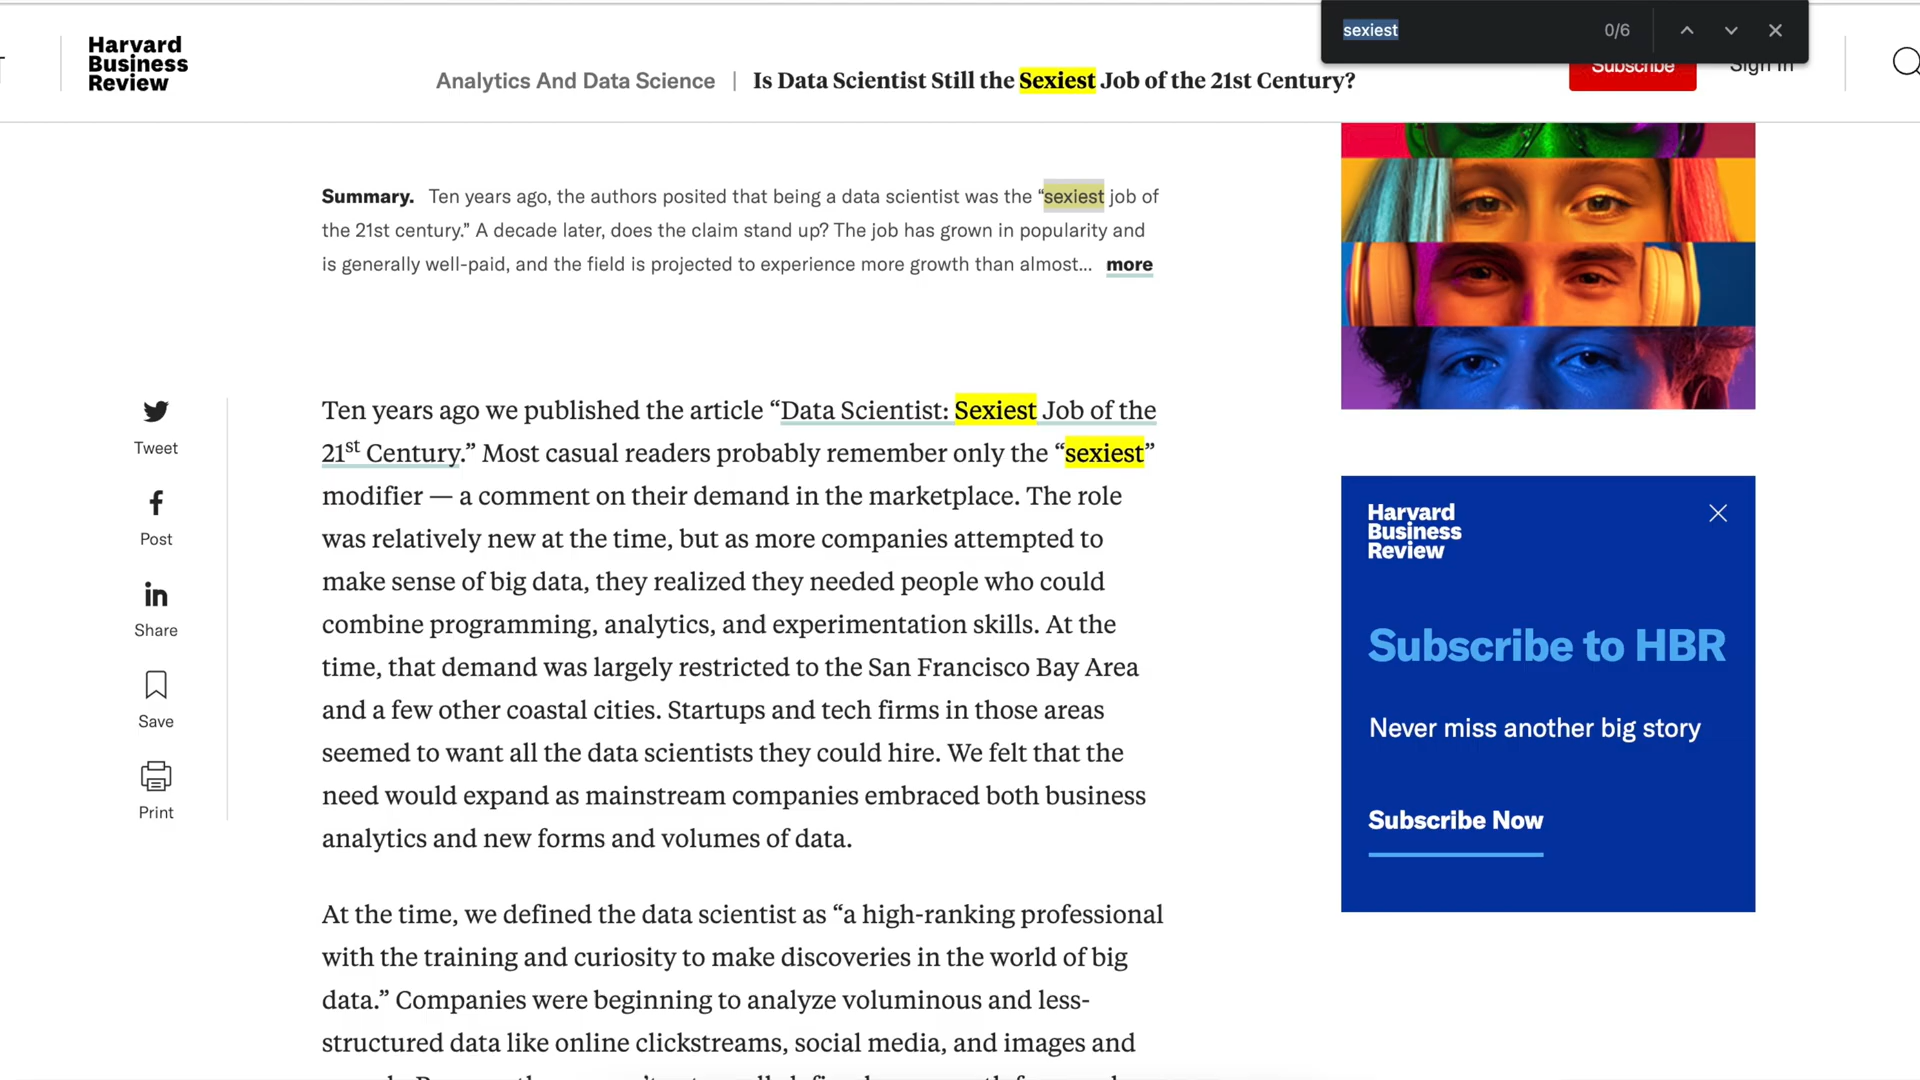 sexiest
0/6
Harvard
Business
Review
Analytics And Data Science | Is Data Scientist Still the Sexiest Job of the 21st Century?
Subscribe
Sign In
Summary. Ten years ago, the authors posited that being a data scientist was the “sexiest job of
the 21st century.” A decade later, does the claim stand up? The job has grown in popularity and
is generally well-paid, and the field is projected to experience more growth than almost... more
Tweet
Post
Share
Save
Print
Ten years ago we published the article “Data Scientist: Sexiest Job of the
21st Century.” Most casual readers probably remember only the “sexiest”
modifier — a comment on their demand in the marketplace. The role
was relatively new at the time, but as more companies attempted to
make sense of big data, they realized they needed people who could
combine programming, analytics, and experimentation skills. At the
time, that demand was largely restricted to the San Francisco Bay Area
and a few other coastal cities. Startups and tech firms in those areas
seemed to want all the data scientists they could hire. We felt that the
need would expand as mainstream companies embraced both business
analytics and new forms and volumes of data.
At the time, we defined the data scientist as “a high-ranking professional
with the training and curiosity to make discoveries in the world of big
data.” Companies were beginning to analyze voluminous and less-
structured data like online clickstreams, social media, and images and
Harvard
Business
Review
Subscribe to HBR
Never miss another big story
Subscribe Now